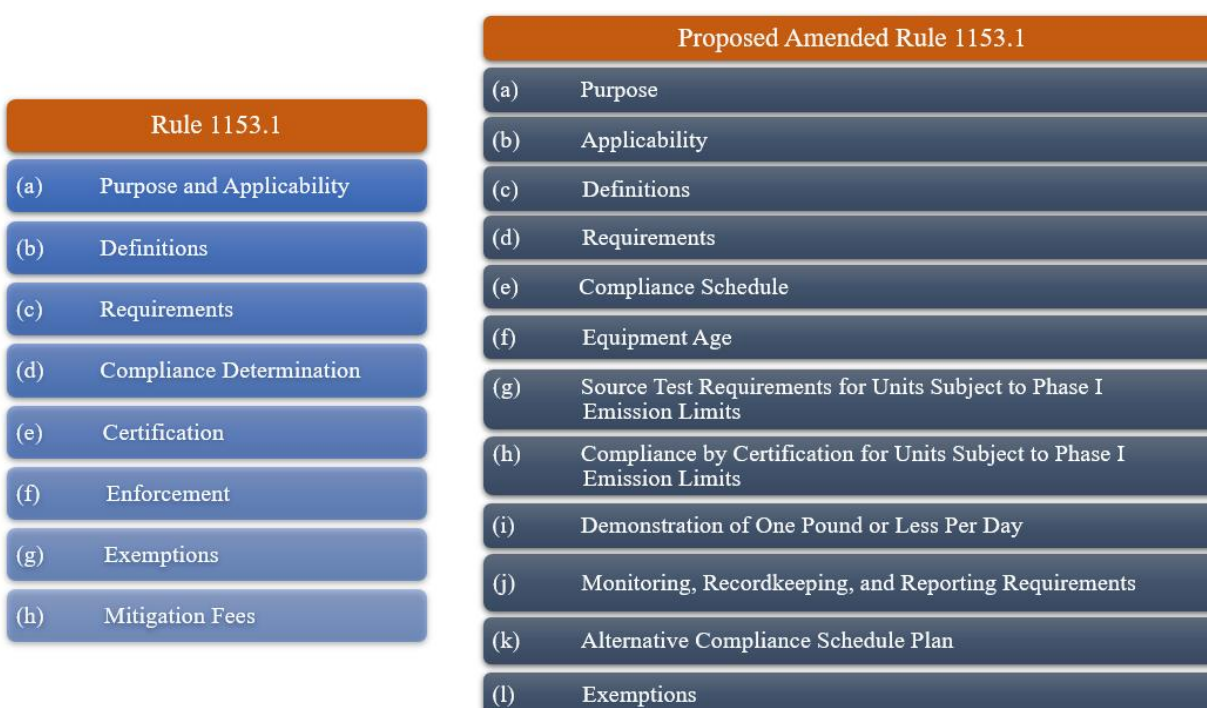 Rule 1153.1
(a) Purpose and Applicability
(b) Definitions
(c) Requirements
(d) Compliance Determination
(e) Certification
(f) Enforcement
(g) Exemptions
(h) Mitigation Fees
Proposed Amended Rule 1153.1
(a) Purpose
(b) Applicability
(c) Definitions
(d) Requirements
(e) Compliance Schedule
(f) Equipment Age
(g) Source Test Requirements for Units Subject to Phase I
Emission Limits
(h) Compliance by Certification for Units Subject to Phase I
Emission Limits
(i) Demonstration of One Pound or Less Per Day
(j) Monitoring, Recordkeeping, and Reporting Requirements
(k) Alternative Compliance Schedule Plan
(l) Exemptions